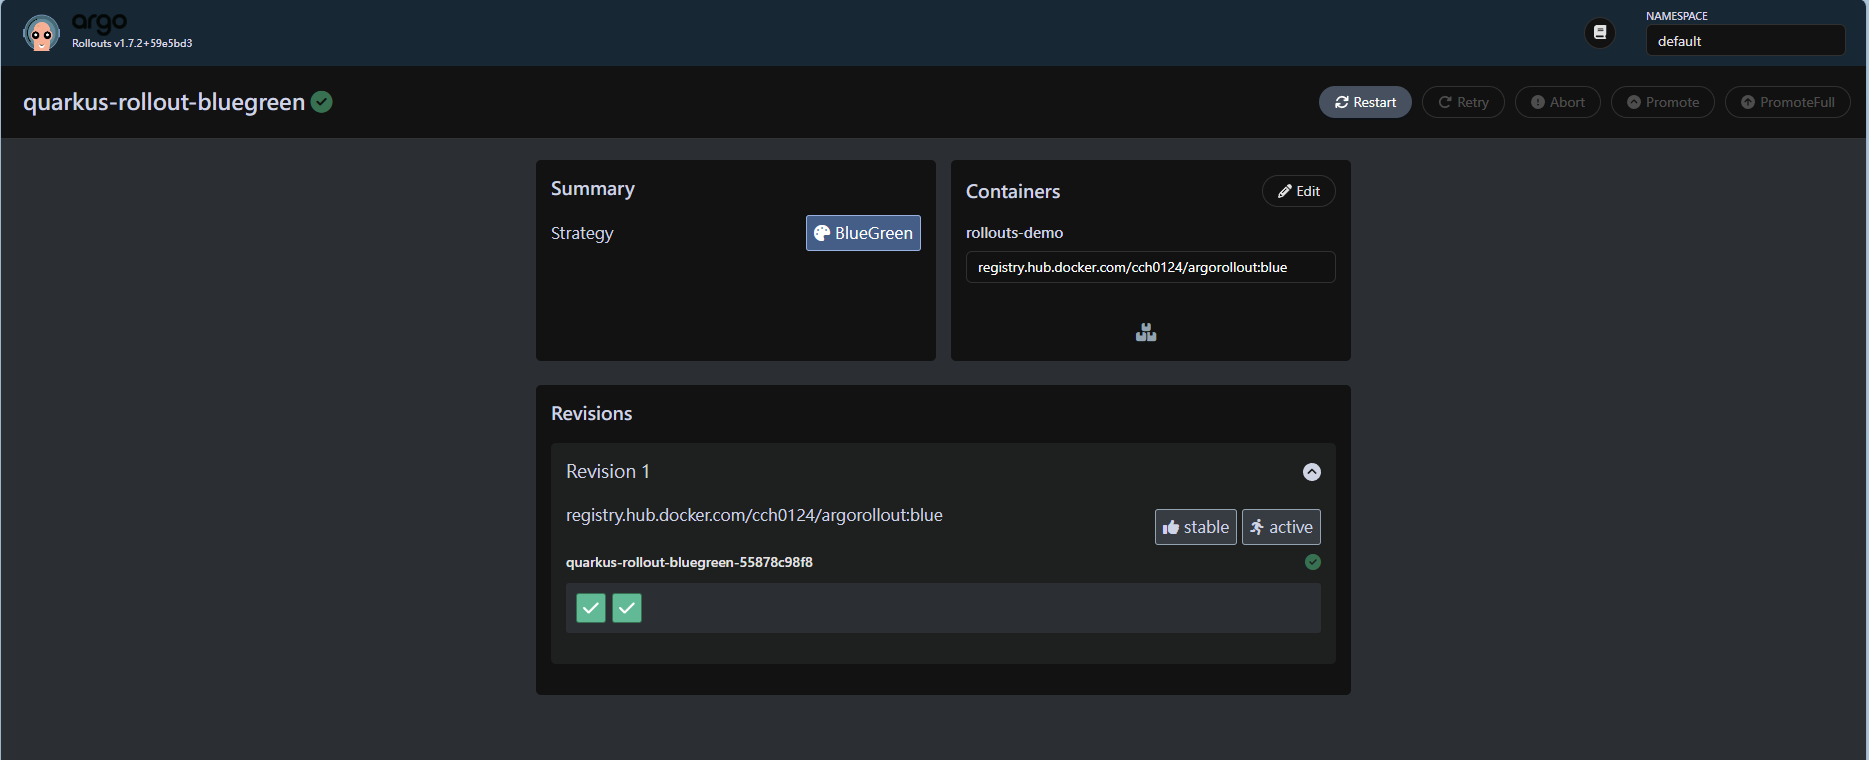 argo
Rollouts v1.7.2+59e5bd3
NAMESPACE
default
quarkus-rollout-bluegreen
Restart
Retry
Abort
Promote
PromoteFull
Summary
Strategy
BlueGreen
Containers
Edit
rollouts-demo
registry.hub.docker.com/cch0124/argorollout:blue
Revisions
Revision 1
registry.hub.docker.com/cch0124/argorollout:blue
stable
active
quarkus-rollout-bluegreen-55878c98f8